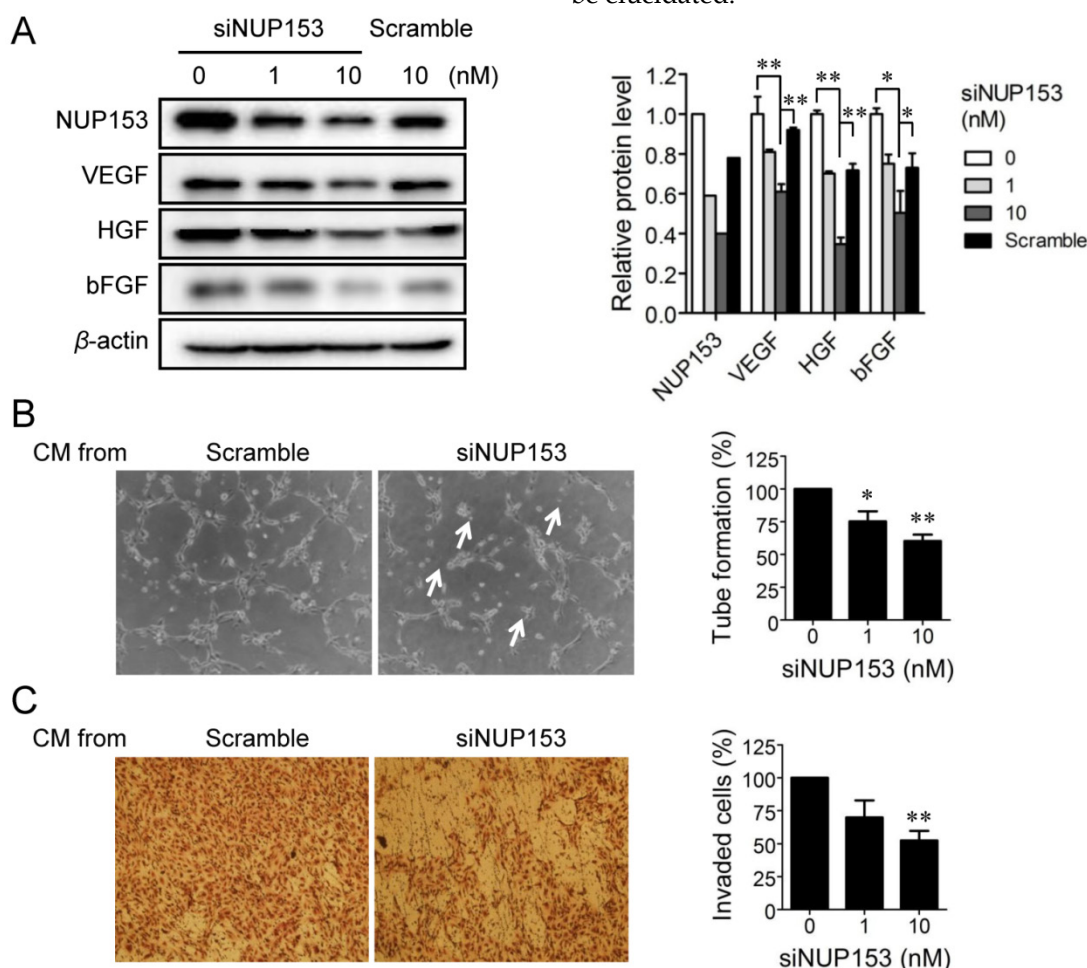 be elucidated.
A
siNUP153 Scramble
0 1 10 10 (nM)
NUP153
VEGF
HGF
bFGF
β-actin
Relative protein level
1.2
1.0
0.8
0.6
0.4
0.2
0.0
** ** ** ** * *
NUP153 VEGF HGF bFGF
siNUP153
(nM)
0
1
10
Scramble
B
CM from Scramble siNUP153
Tube formation (%)
125
100
75
50
25
0
* **
0 1 10
siNUP153 (nM)
C
CM from Scramble siNUP153
Invaded cells (%)
125
100
75
50
25
0
**
0 1 10
siNUP153 (nM)